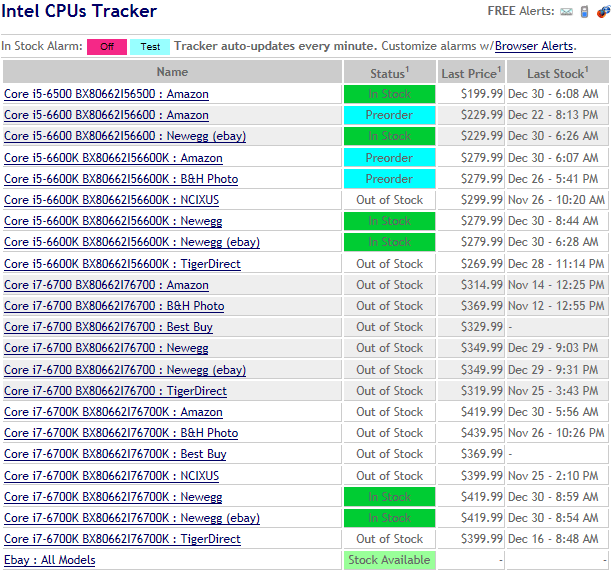 Intel CPUs Tracker
FREE Alerts:
In Stock Alarm: Off Test Tracker auto-updates every minute. Customize alarms w/Browser Alerts.
Name Status1 Last Price1 Last Stock1
Core i5-6500 BX80662I56500 : Amazon In Stock $199.99 Dec 30 - 6:08 AM
Core i5-6600 BX80662I56600 : Amazon Preorder $229.99 Dec 22 - 8:13 PM
Core i5-6600 BX80662I56600 : Newegg (ebay) In Stock $229.99 Dec 30 - 6:26 AM
Core i5-6600K BX80662I56600K : Amazon Preorder $279.99 Dec 30 - 6:07 AM
Core i5-6600K BX80662I56600K : B&H Photo Preorder $279.99 Dec 26 - 5:41 PM
Core i5-6600K BX80662I56600K : NCIXUS Out of Stock $299.99 Nov 26 - 10:20 AM
Core i5-6600K BX80662I56600K : Newegg In Stock $279.99 Dec 30 - 8:44 AM
Core i5-6600K BX80662I56600K : Newegg (ebay) In Stock $279.99 Dec 30 - 6:28 AM
Core i5-6600K BX80662I56600K : TigerDirect Out of Stock $269.99 Dec 28 - 11:14 PM
Core i7-6700 BX80662I76700 : Amazon Out of Stock $314.99 Nov 14 - 12:25 PM
Core i7-6700 BX80662I76700 : B&H Photo Out of Stock $369.99 Nov 12 - 12:55 PM
Core i7-6700 BX80662I76700 : Best Buy Out of Stock $329.99 -
Core i7-6700 BX80662I76700 : Newegg Out of Stock $349.99 Dec 29 - 9:03 PM
Core i7-6700 BX80662I76700 : Newegg (ebay) Out of Stock $349.99 Dec 29 - 9:31 PM
Core i7-6700 BX80662I76700 : TigerDirect Out of Stock $319.99 Nov 25 - 3:43 PM
Core i7-6700K BX80662I76700K : Amazon Out of Stock $419.99 Dec 30 - 5:56 AM
Core i7-6700K BX80662I76700K : B&H Photo Out of Stock $439.95 Nov 26 - 10:26 PM
Core i7-6700K BX80662I76700K : Best Buy Out of Stock $369.99 -
Core i7-6700K BX80662I76700K : NCIXUS Out of Stock $399.99 Nov 25 - 2:10 PM
Core i7-6700K BX80662I76700K : Newegg In Stock $419.99 Dec 30 - 8:59 AM
Core i7-6700K BX80662I76700K : Newegg (ebay) In Stock $419.99 Dec 30 - 8:54 AM
Core i7-6700K BX80662I76700K : TigerDirect Out of Stock $399.99 Dec 16 - 8:48 AM
Ebay : All Models Stock Available - -